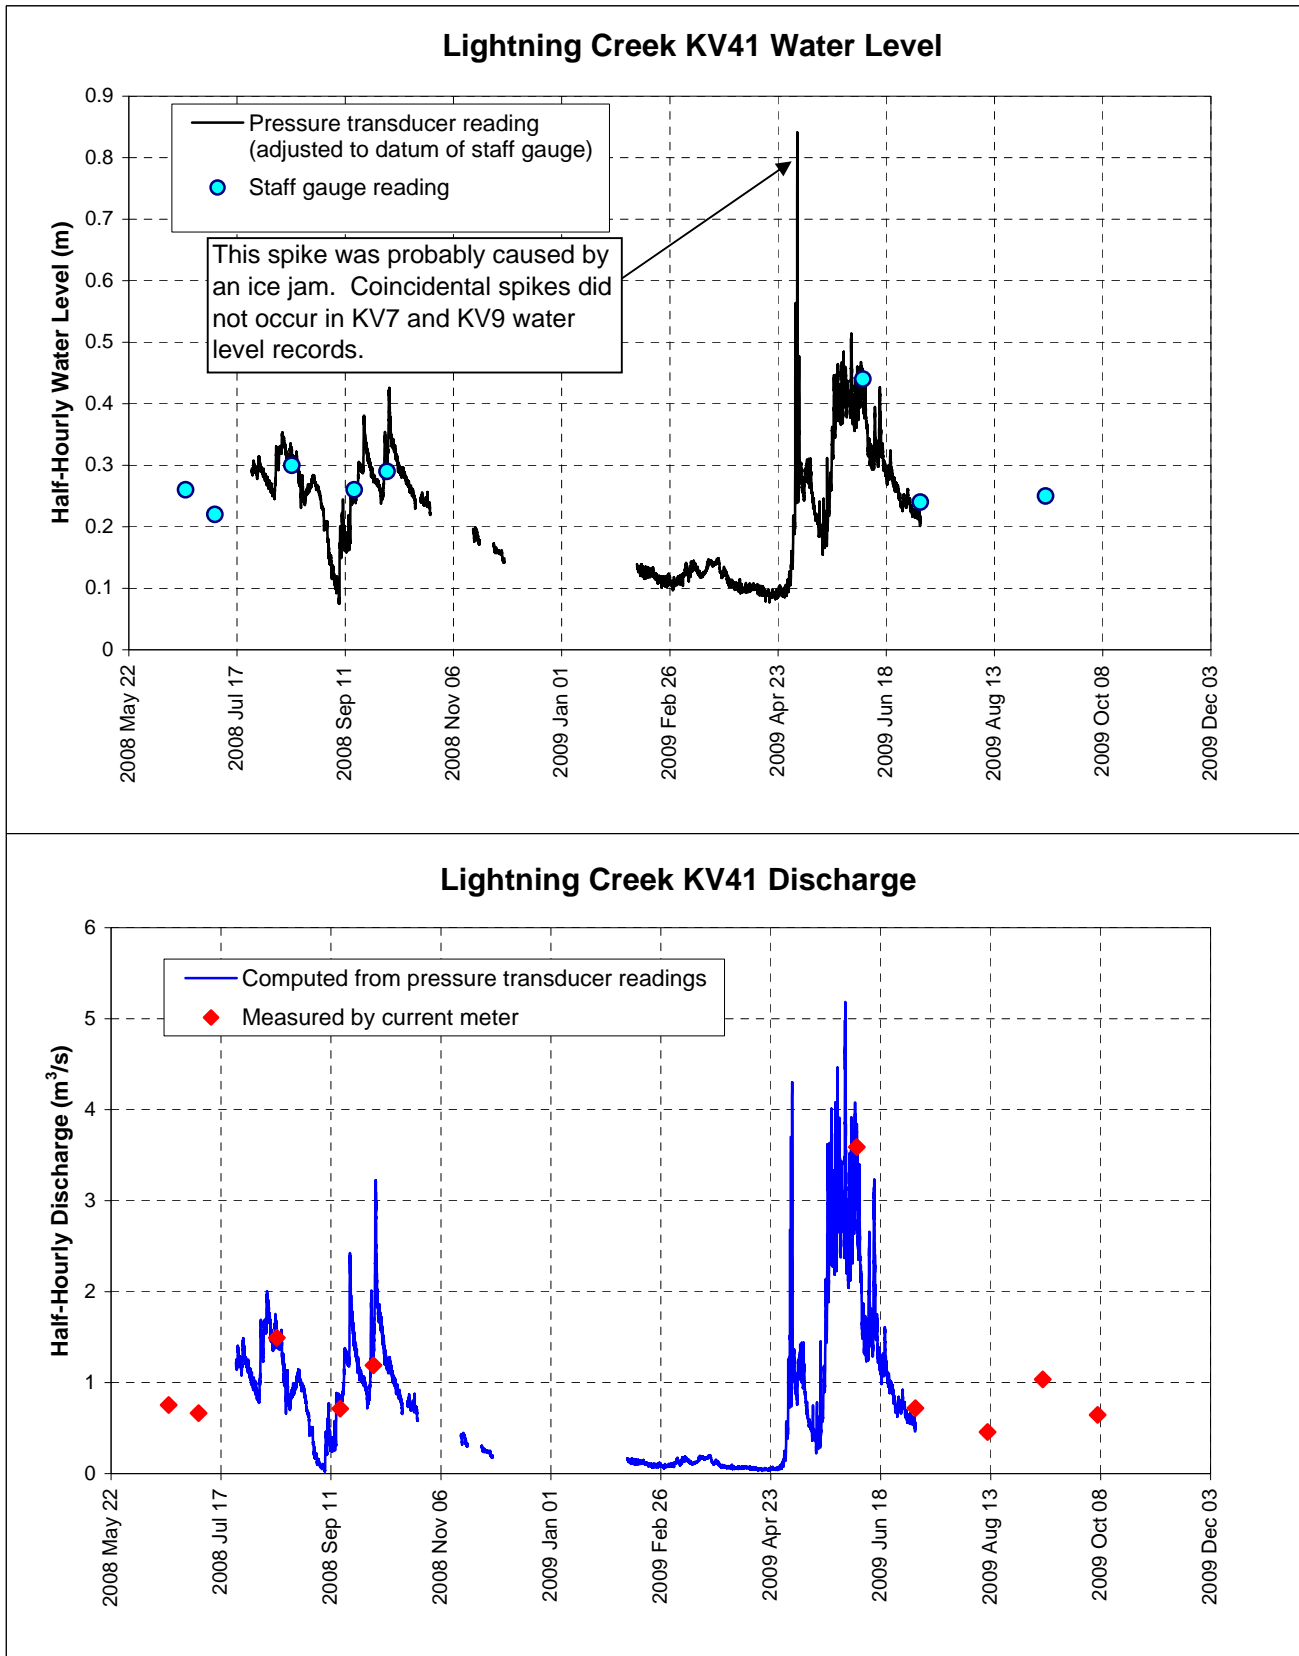 Lightning Creek KV41 Water Level
Half-Hourly Water Level (m)
0.9
0.8
0.7
0.6
0.5
0.4
0.3
0.2
0.1
0
Pressure transducer reading
(adjusted to datum of staff gauge)
Staff gauge reading
This spike was probably caused by
an ice jam. Coincidental spikes did
not occur in KV7 and KV9 water
level records.
2008 May 22
2008 Jul 17
2008 Sep 11
2008 Nov 06
2009 Jan 01
2009 Feb 26
2009 Apr 23
2009 Jun 18
2009 Aug 13
2009 Oct 08
2009 Dec 03
Lightning Creek KV41 Discharge
Half-Hourly Discharge (m³/s)
6
5
4
3
2
1
0
Computed from pressure transducer readings
Measured by current meter
2008 May 22
2008 Jul 17
2008 Sep 11
2008 Nov 06
2009 Jan 01
2009 Feb 26
2009 Apr 23
2009 Jun 18
2009 Aug 13
2009 Oct 08
2009 Dec 03